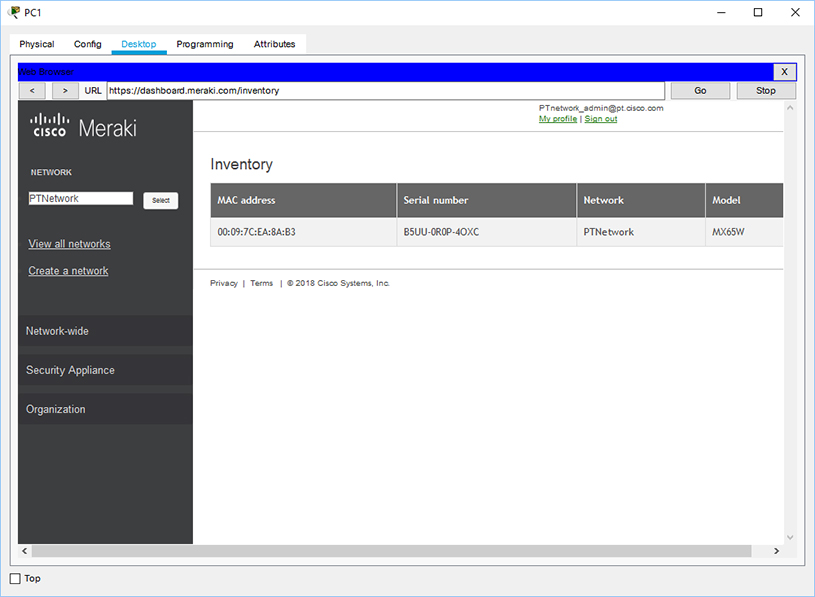 PC1
Physical Config Desktop Programming Attributes
Web Browser X
< > URL https://dashboard.meraki.com/inventory Go Stop
cisco Meraki
PTnetwork_admin@pt.cisco.com
My profile | Sign out
NETWORK
PTNetwork Select
View all networks
Create a network
Network-wide
Security Appliance
Organization
Inventory
MAC address Serial number Network Model
00:09:7C:EA:8A:B3 B5UU-0R0P-4OXC PTNetwork MX65W
Privacy | Terms | © 2018 Cisco Systems, Inc.
Top